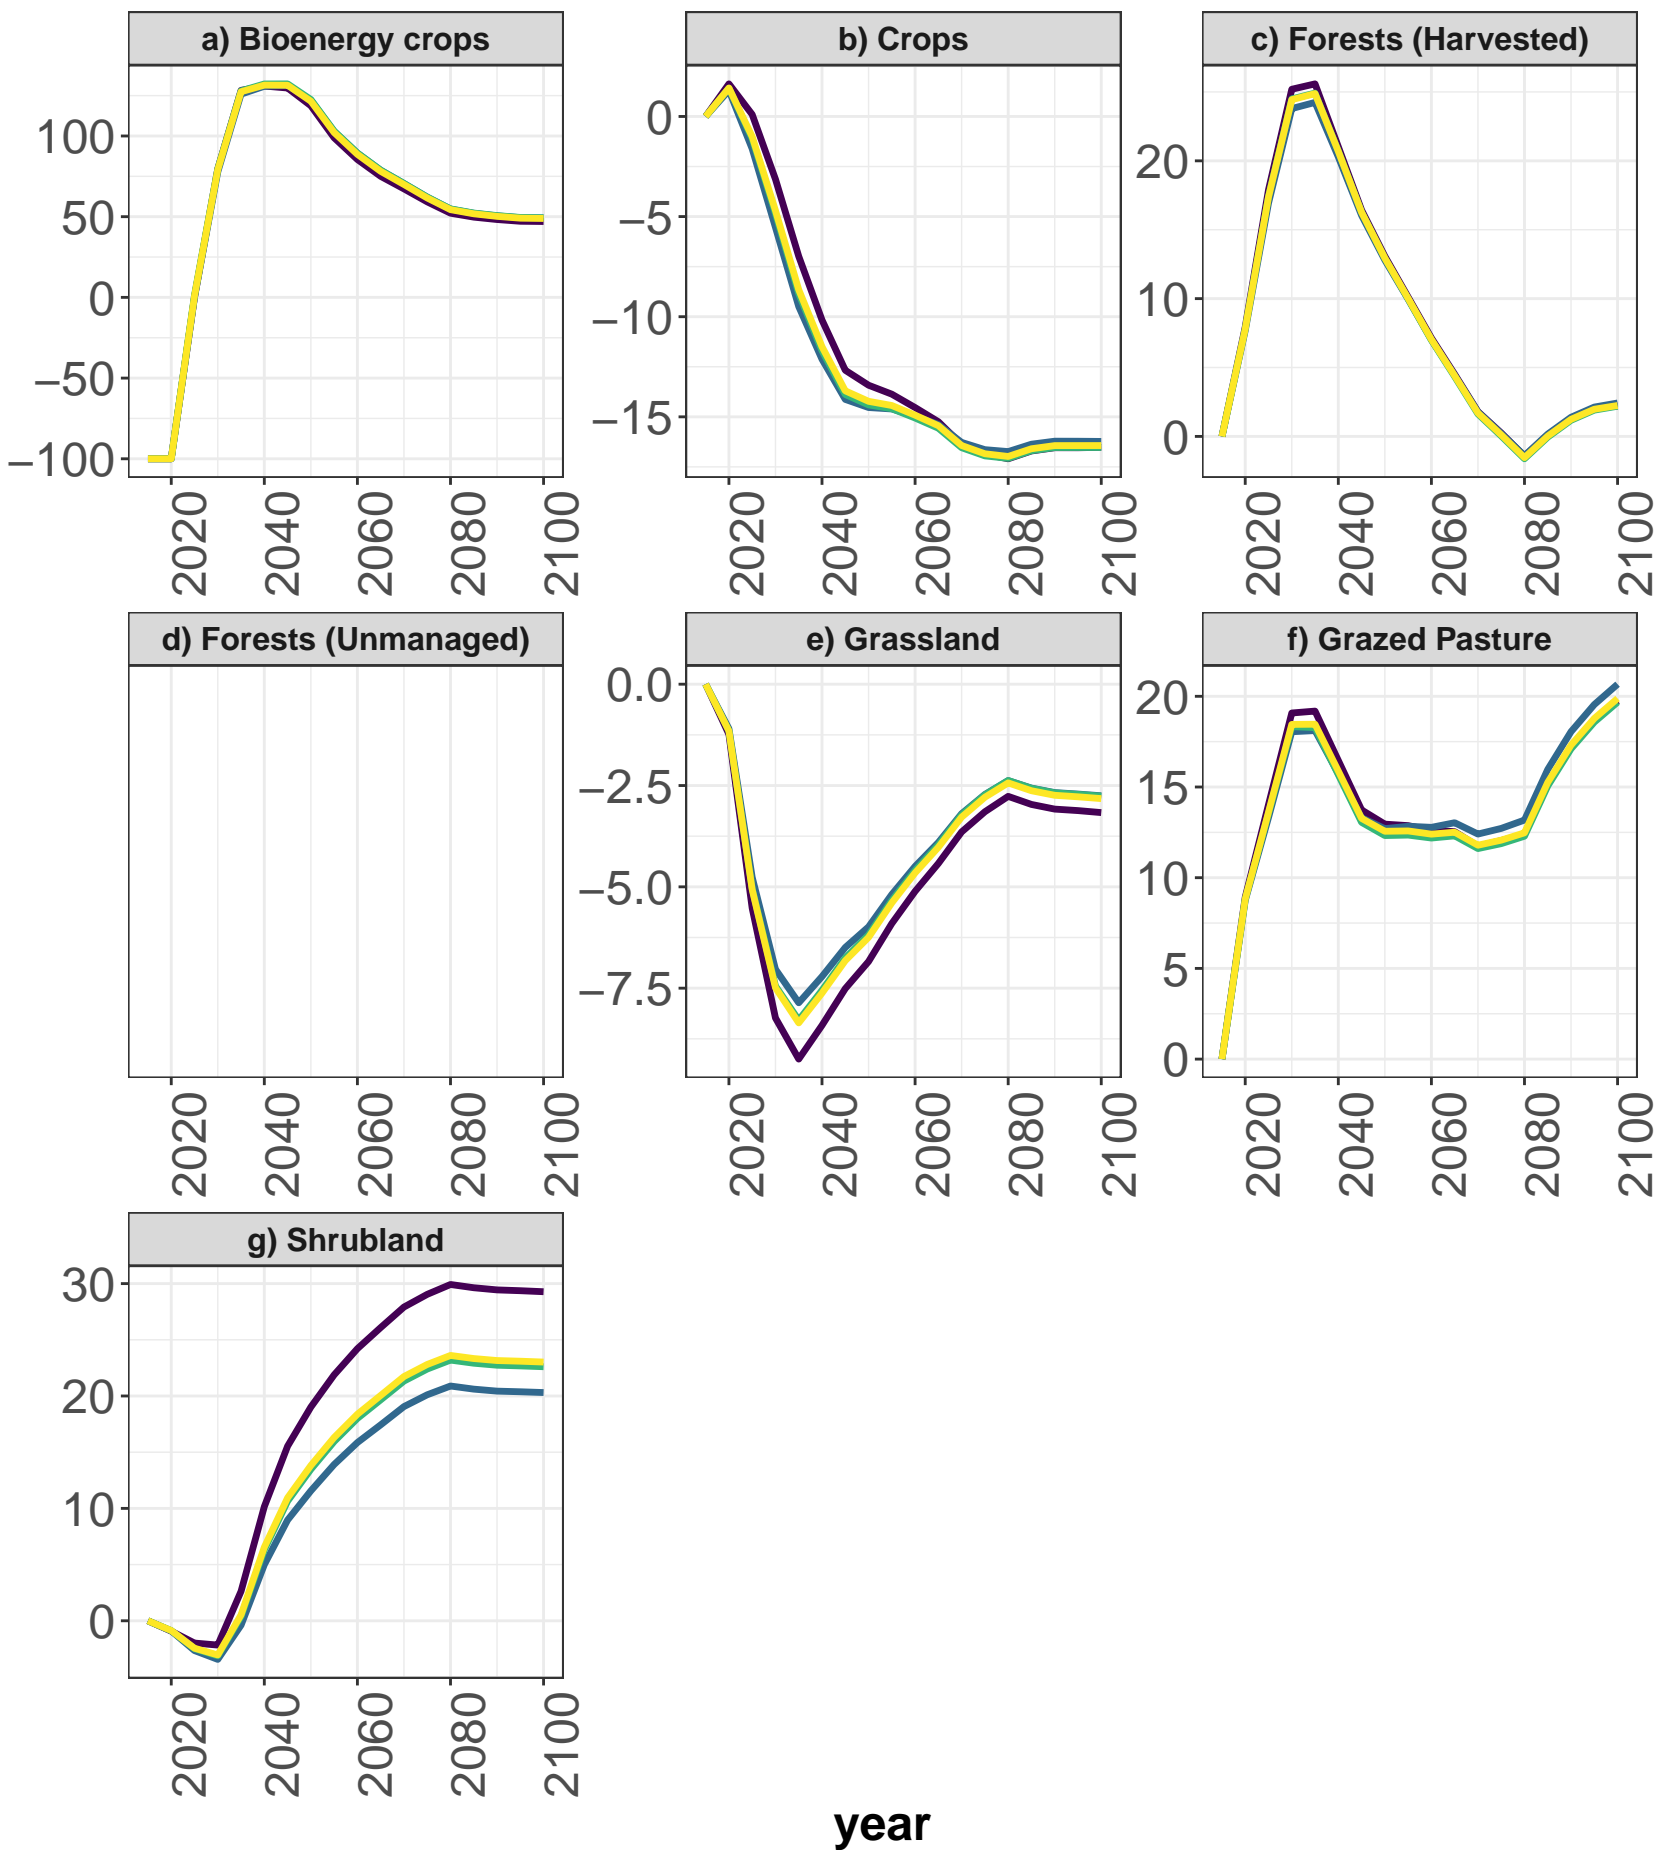 a) Bioenergy crops
100
50
0
−50
−100
2020 2040 2060 2080 2100
b) Crops
0
−5
−10
−15
2020 2040 2060 2080 2100
c) Forests (Harvested)
20
10
0
2020 2040 2060 2080 2100
d) Forests (Unmanaged)
2020 2040 2060 2080 2100
e) Grassland
0.0
−2.5
−5.0
−7.5
2020 2040 2060 2080 2100
f) Grazed Pasture
20
15
10
5
0
2020 2040 2060 2080 2100
g) Shrubland
30
20
10
0
2020 2040 2060 2080 2100
year